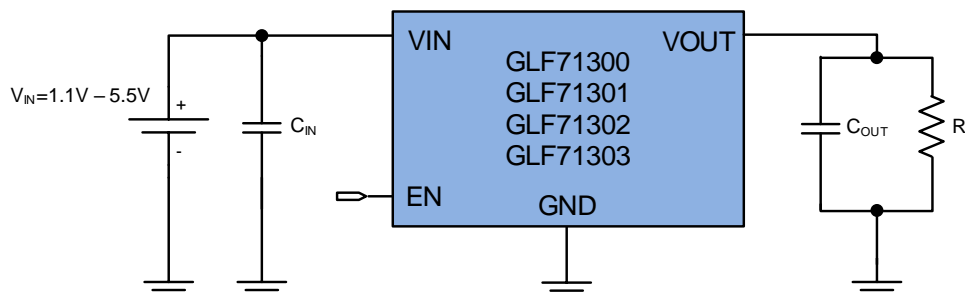 VIN
VOUT
GLF71300
GLF71301
GLF71302
GLF71303
VIN=1.1V – 5.5V
+
-
CIN
COUT
R
EN
GND